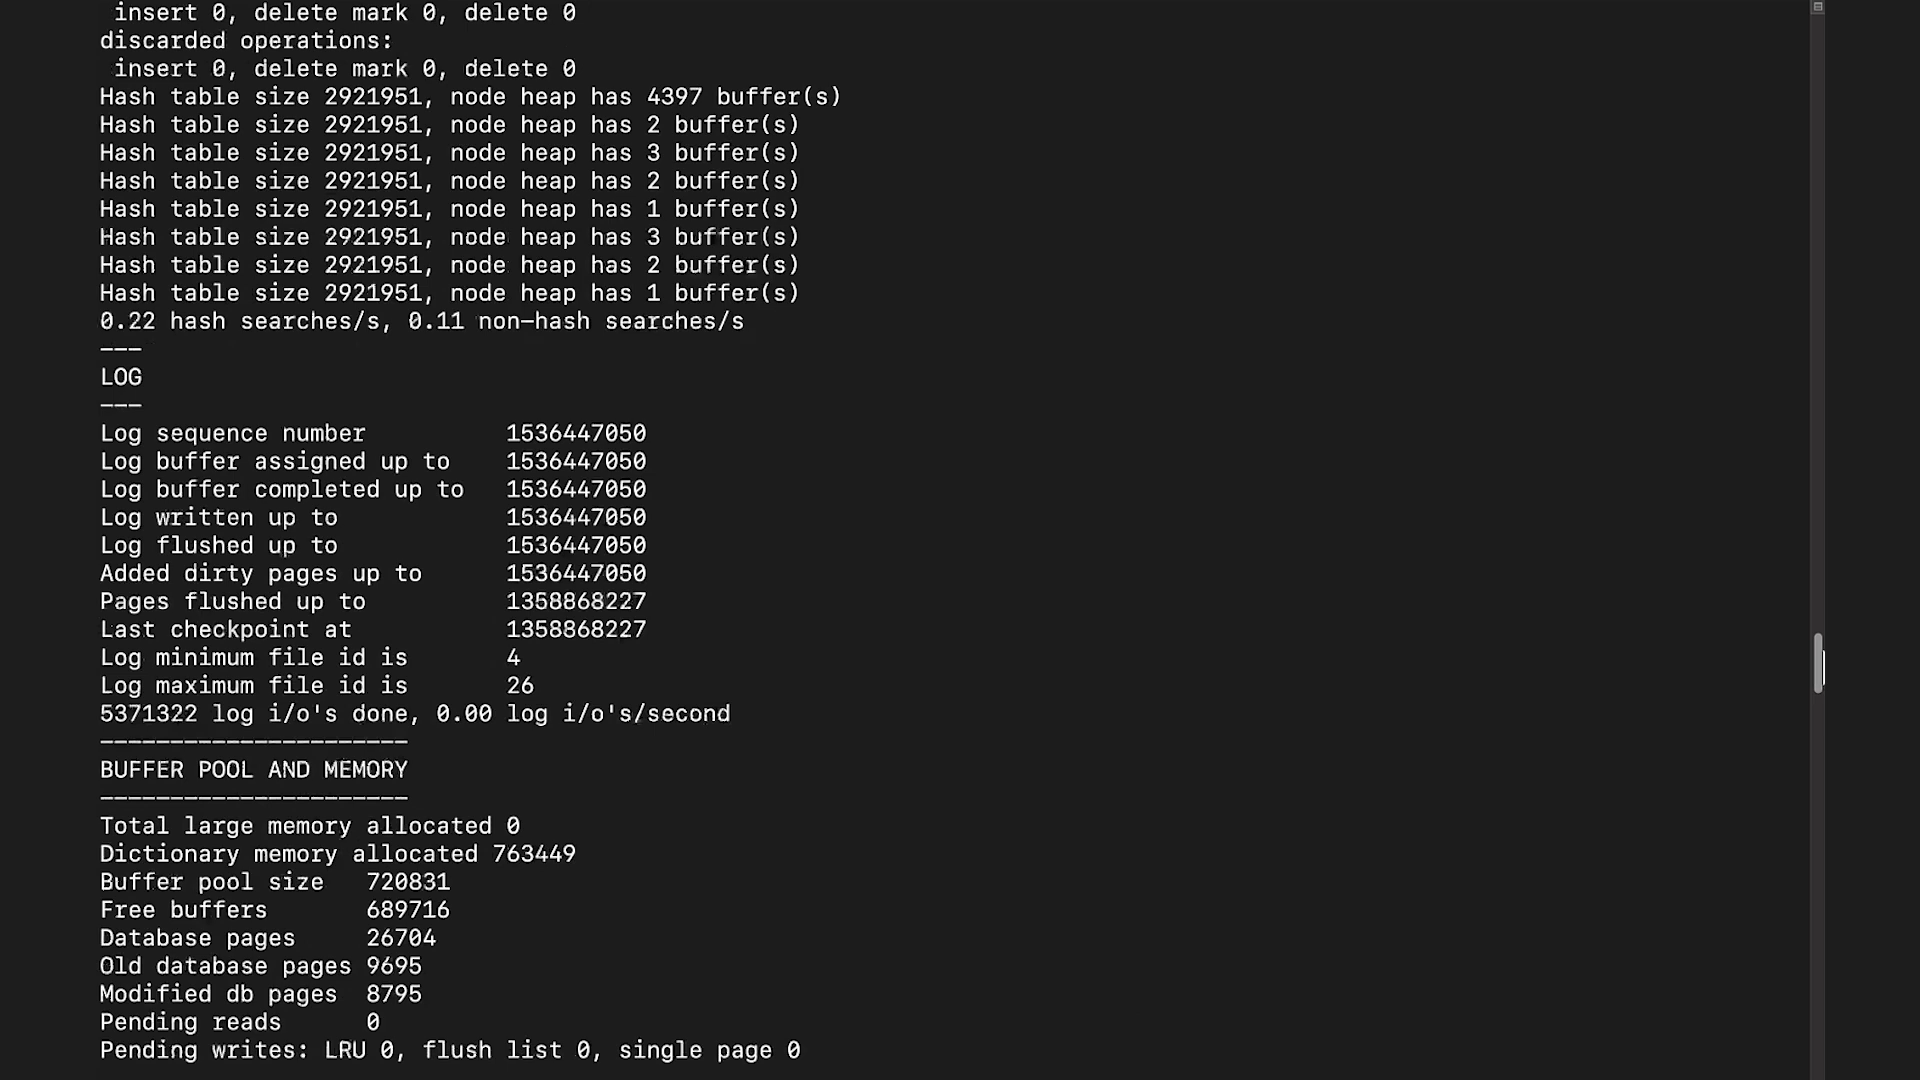 insert 0, delete mark 0, delete 0
discarded operations:
insert 0, delete mark 0, delete 0
Hash table size 2921951, node heap has 4397 buffer(s)
Hash table size 2921951, node heap has 2 buffer(s)
Hash table size 2921951, node heap has 3 buffer(s)
Hash table size 2921951, node heap has 2 buffer(s)
Hash table size 2921951, node heap has 1 buffer(s)
Hash table size 2921951, node heap has 3 buffer(s)
Hash table size 2921951, node heap has 2 buffer(s)
Hash table size 2921951, node heap has 1 buffer(s)
0.22 hash searches/s, 0.11 non-hash searches/s
---
LOG
---
Log sequence number          1536447050
Log buffer assigned up to    1536447050
Log buffer completed up to   1536447050
Log written up to            1536447050
Log flushed up to            1536447050
Added dirty pages up to      1536447050
Pages flushed up to          1358868227
Last checkpoint at           1358868227
Log minimum file id is       4
Log maximum file id is       26
5371322 log i/o's done, 0.00 log i/o's/second
----------------------
BUFFER POOL AND MEMORY
----------------------
Total large memory allocated 0
Dictionary memory allocated 763449
Buffer pool size   720831
Free buffers       689716
Database pages     26704
Old database pages 9695
Modified db pages  8795
Pending reads      0
Pending writes: LRU 0, flush list 0, single page 0